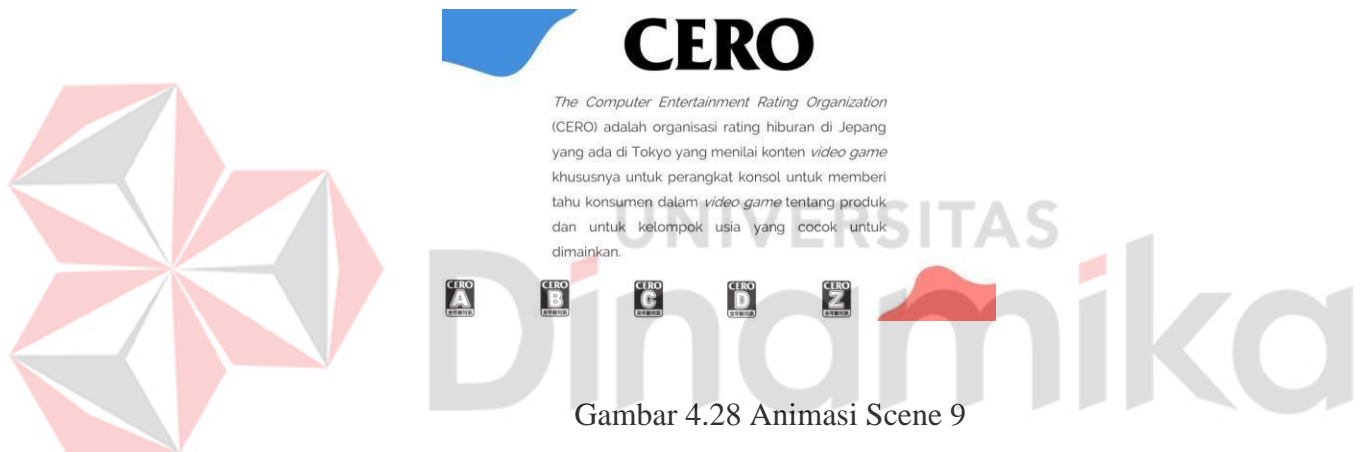 CERO
The Computer Entertainment Rating Organization
(CERO) adalah organisasi rating hiburan di Jepang
yang ada di Tokyo yang menilai konten video game
khususnya untuk perangkat konsol untuk memberi
tahu konsumen dalam video game tentang produk
dan untuk kelompok usia yang cocok untuk
dimainkan.
UNIVERSITAS
Dinamika
CERO CERO CERO CERO CERO
A B C D Z
Gambar 4.28 Animasi Scene 9